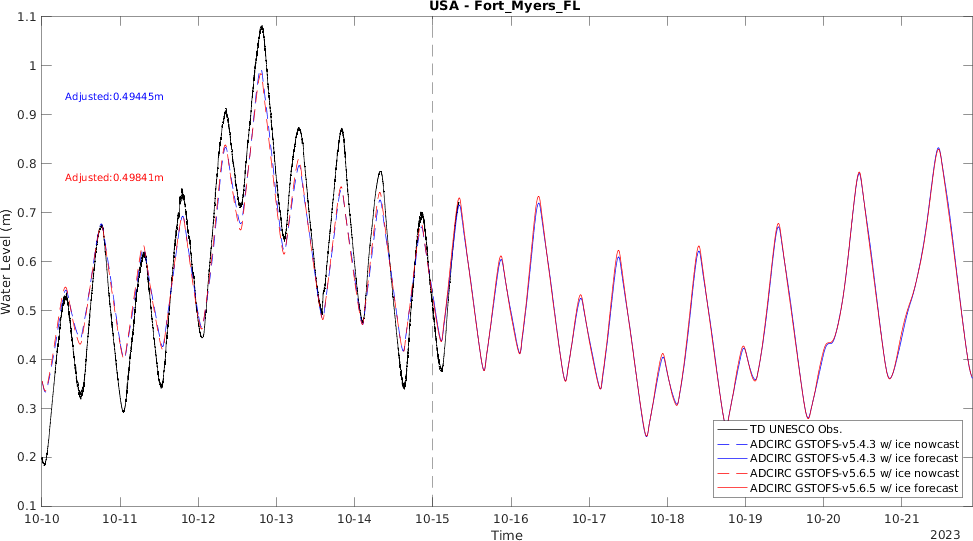 USA - Fort_Myers_FL
1.1
1
0.9
0.8
0.7
0.6
0.5
0.4
0.3
0.2
0.1
Water Level (m)
Adjusted:0.49445m
Adjusted:0.49841m
TD UNESCO Obs.
ADCIRC GSTOFS-v5.4.3 w/ ice nowcast
ADCIRC GSTOFS-v5.4.3 w/ ice forecast
ADCIRC GSTOFS-v5.6.5 w/ ice nowcast
ADCIRC GSTOFS-v5.6.5 w/ ice forecast
10-10 10-11 10-12 10-13 10-14 10-15 10-16 10-17 10-18 10-19 10-20 10-21
Time
2023